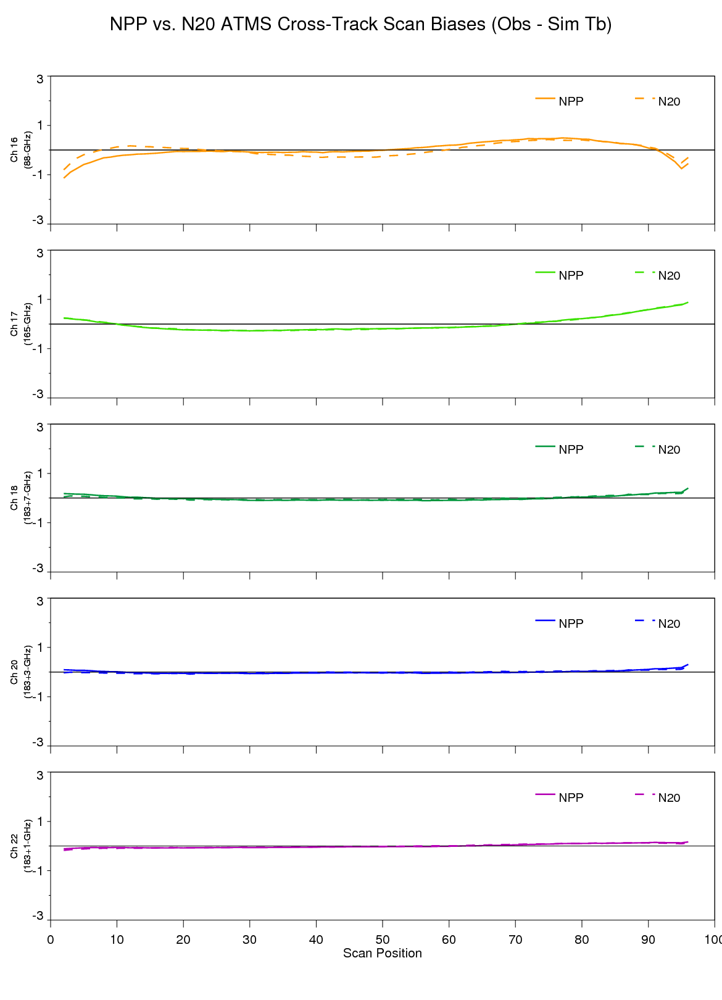 NPP vs. N20 ATMS Cross-Track Scan Biases (Obs - Sim Tb)
3
1
-1
-3
Ch 16
(88-GHz)
NPP
N20
3
1
-1
-3
Ch 17
(165-GHz)
NPP
N20
3
1
-1
-3
Ch 18
(183+7-GHz)
NPP
N20
3
1
-1
-3
Ch 20
(183+3-GHz)
NPP
N20
3
1
-1
-3
Ch 22
(183+1-GHz)
NPP
N20
0 10 20 30 40 50 60 70 80 90 100
Scan Position